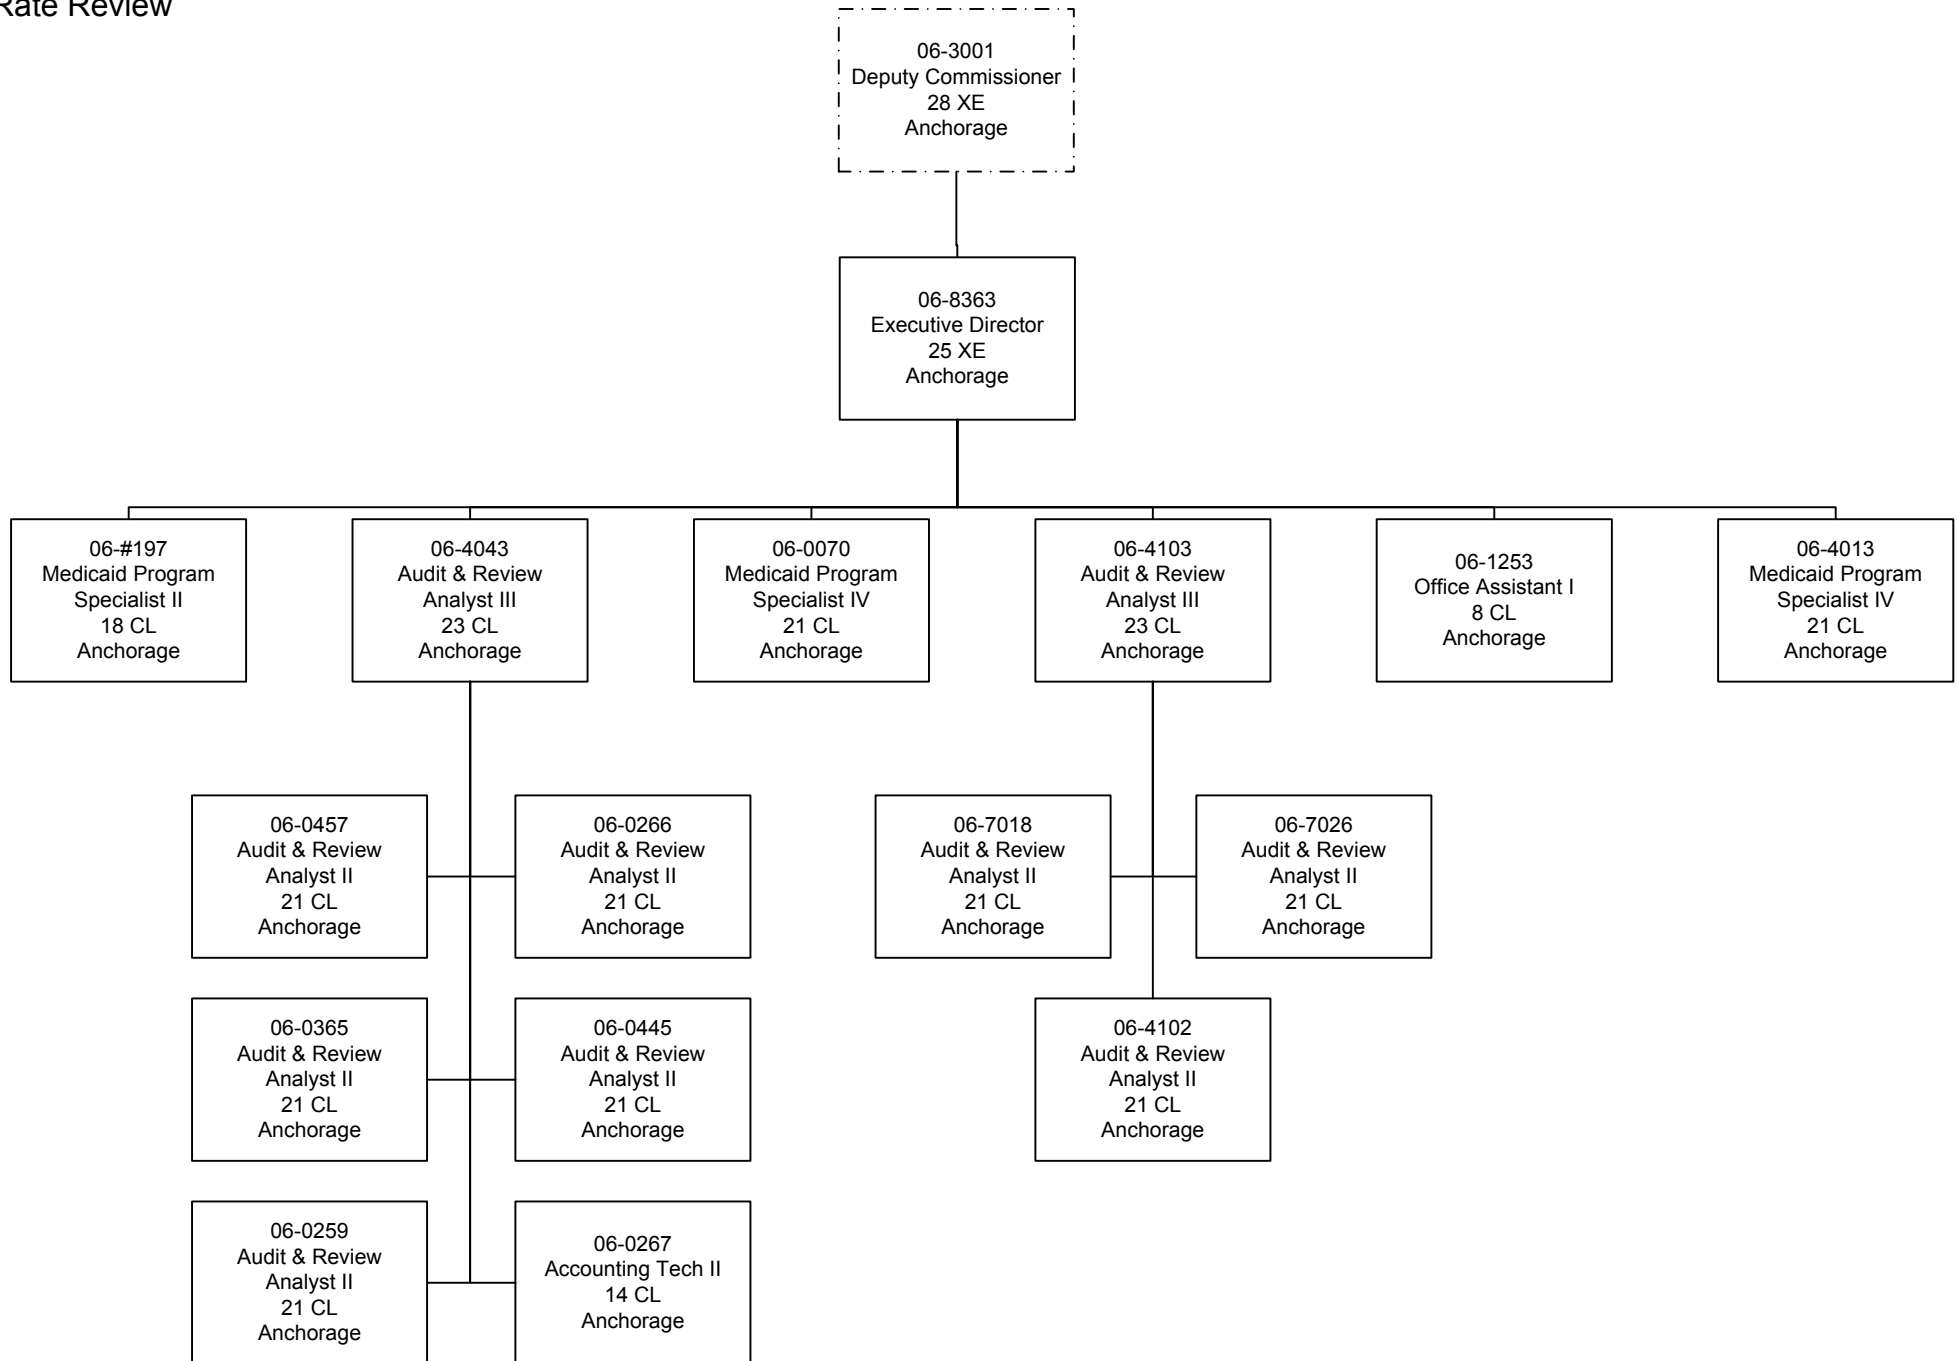 Rate Review
06-3001
Deputy Commissioner
28 XE
Anchorage
06-8363
Executive Director
25 XE
Anchorage
06-#197
Medicaid Program
Specialist II
18 CL
Anchorage
06-4043
Audit & Review
Analyst III
23 CL
Anchorage
06-0070
Medicaid Program
Specialist IV
21 CL
Anchorage
06-4103
Audit & Review
Analyst III
23 CL
Anchorage
06-1253
Office Assistant I
8 CL
Anchorage
06-4013
Medicaid Program
Specialist IV
21 CL
Anchorage
06-0457
Audit & Review
Analyst II
21 CL
Anchorage
06-0266
Audit & Review
Analyst II
21 CL
Anchorage
06-7018
Audit & Review
Analyst II
21 CL
Anchorage
06-7026
Audit & Review
Analyst II
21 CL
Anchorage
06-0365
Audit & Review
Analyst II
21 CL
Anchorage
06-0445
Audit & Review
Analyst II
21 CL
Anchorage
06-4102
Audit & Review
Analyst II
21 CL
Anchorage
06-0259
Audit & Review
Analyst II
21 CL
Anchorage
06-0267
Accounting Tech II
14 CL
Anchorage